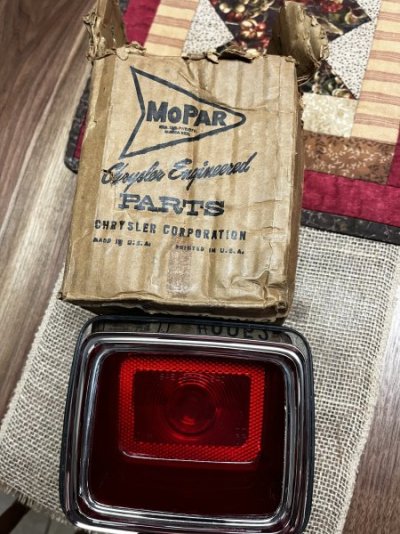 MOPAR
Chrysler Engineered
PARTS
CHRYSLER CORPORATION
MADE IN U.S.A. PRINTED IN U.S.A.